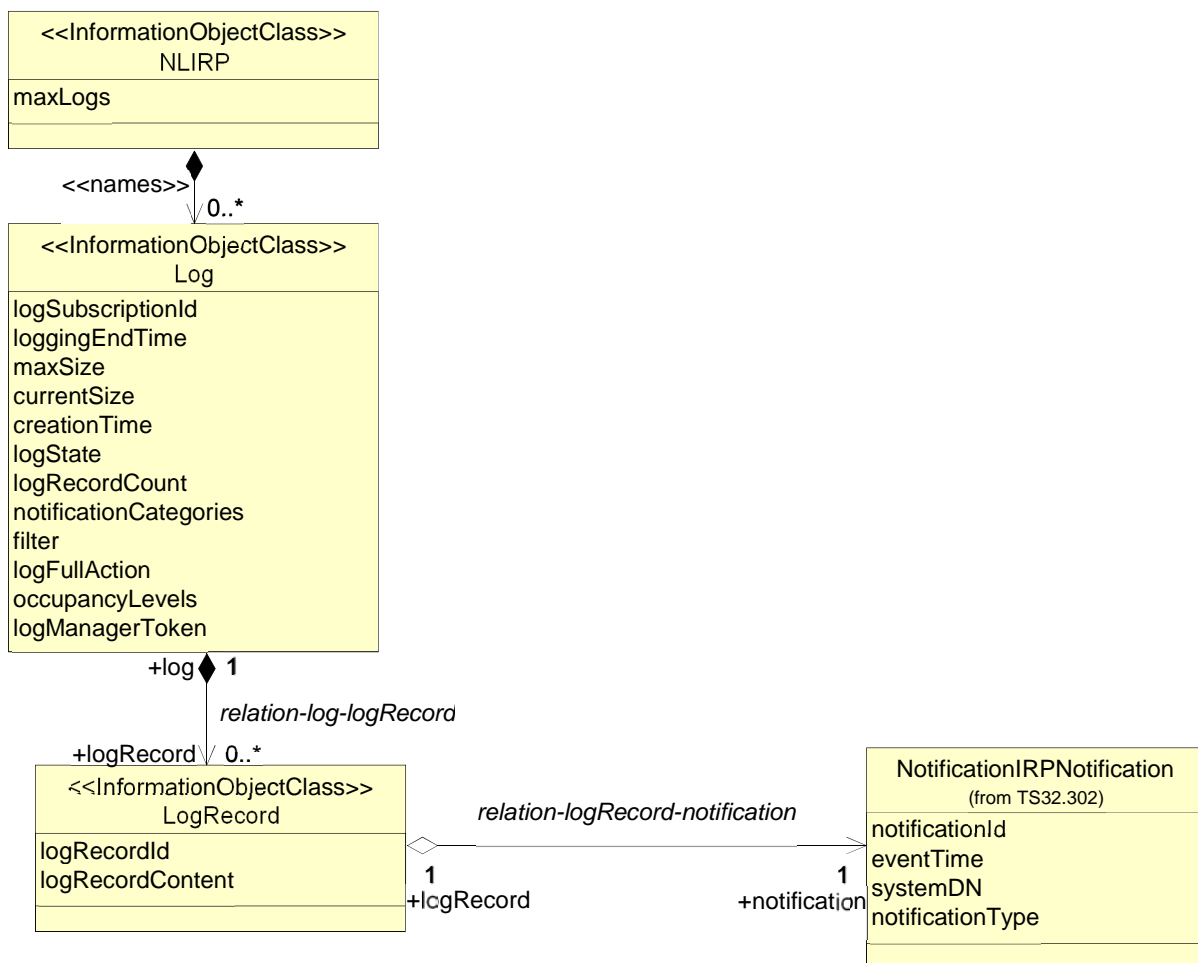 <<InformationObjectClass>>
NLIRP
maxLogs
<<names>>
0..*
<<InformationObjectClass>>
Log
logSubscriptionId
loggingEndTime
maxSize
currentSize
creationTime
logState
logRecordCount
notificationCategories
filter
logFullAction
occupancyLevels
logManagerToken
+log 1
relation-log-logRecord
+logRecord 0..*
<<InformationObjectClass>>
LogRecord
logRecordId
logRecordContent
relation-logRecord-notification
1
+logRecord
1
+notification
NotificationIRPNotification
(from TS32.302)
notificationId
eventTime
systemDN
notificationType